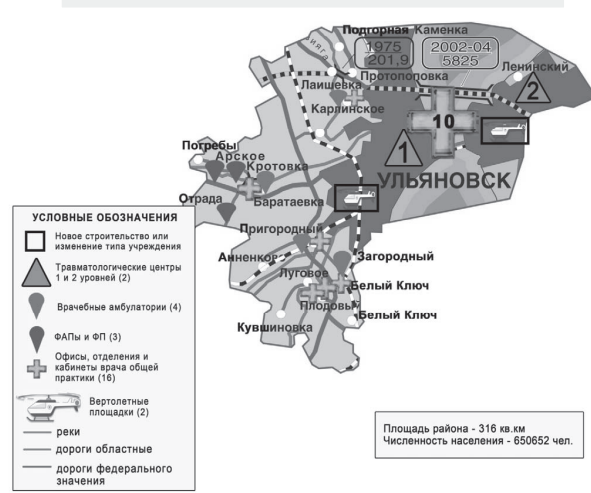 Подгорная Каменка
1975
201,9
2002-04
5825
Ленинский
Протопоповка
Лаишевка
2
Карлинское
10
1
Погребы
Арское
Кротовка
УЛЬЯНОВСК
Отрада
Баратаевка
Пригородный
Загородный
Анненково
Луговое
Белый Ключ
Плодовый
Белый Ключ
Кувшиновка
УСЛОВНЫЕ ОБОЗНАЧЕНИЯ
Новое строительство или
изменение типа учреждения
Травматологические центры
1 и 2 уровней (2)
Врачебные амбулатории (4)
ФАПы и ФП (3)
Офисы, отделения и
кабинеты врача общей
практики (16)
Вертолетные
площадки (2)
реки
дороги областные
дороги федерального
значения
Площадь района - 316 кв.км
Численность населения - 650652 чел.